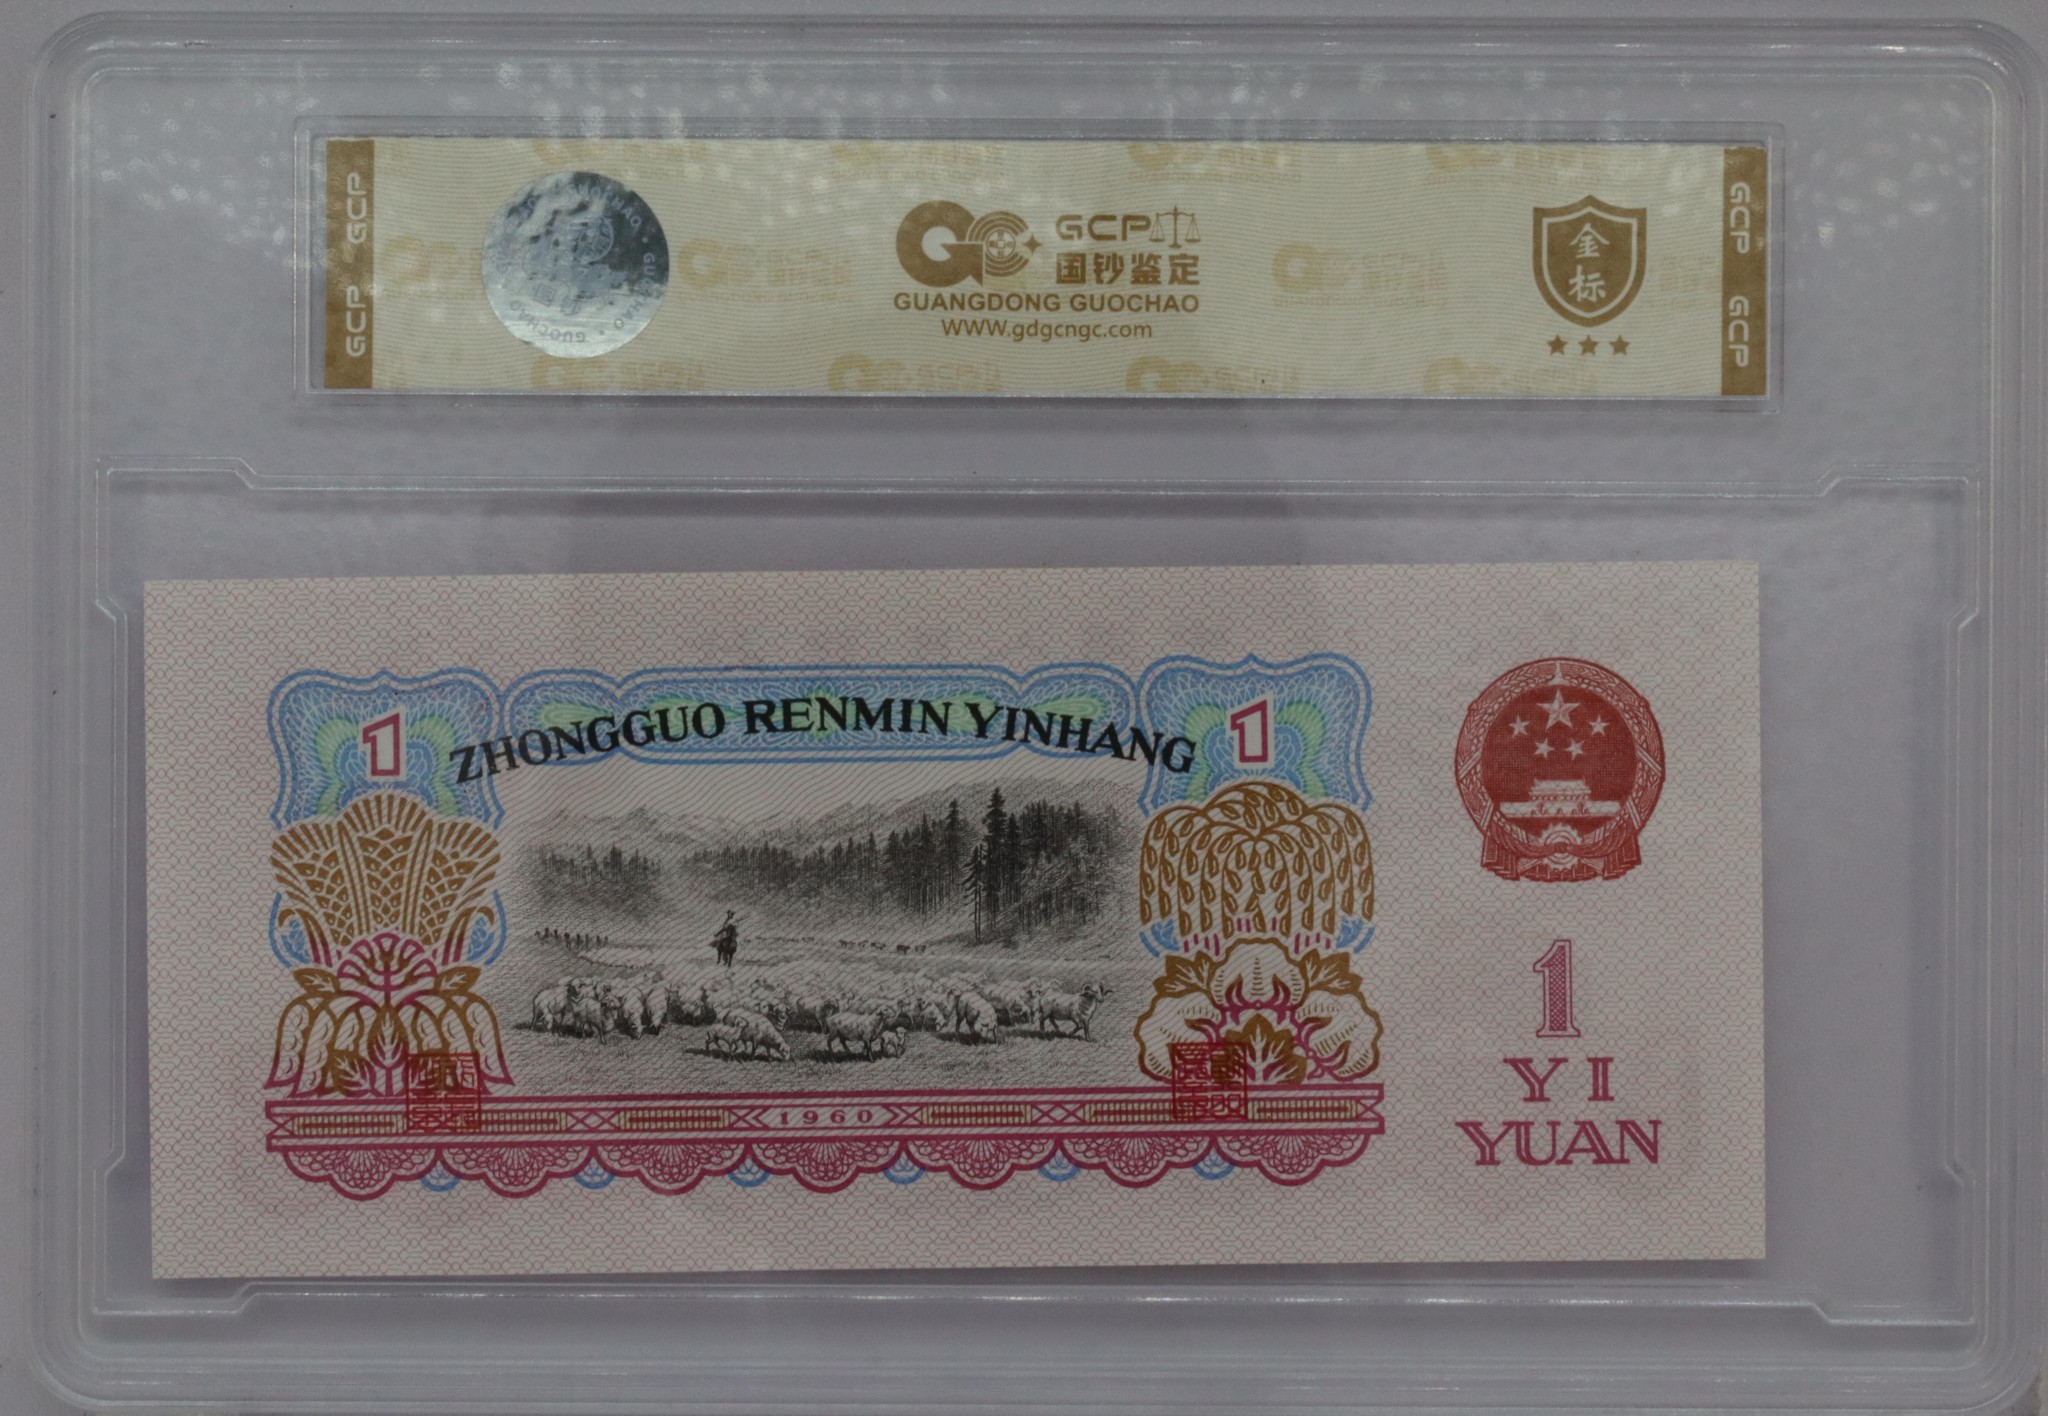 GCP GCP
GCP
国钞鉴定
GUANGDONG GUOCHAO
WWW.gdgcngc.com
金
标
GCP GCP
ZHONGGUO RENMIN YINHANG
1
1
1960
1
YI
YUAN